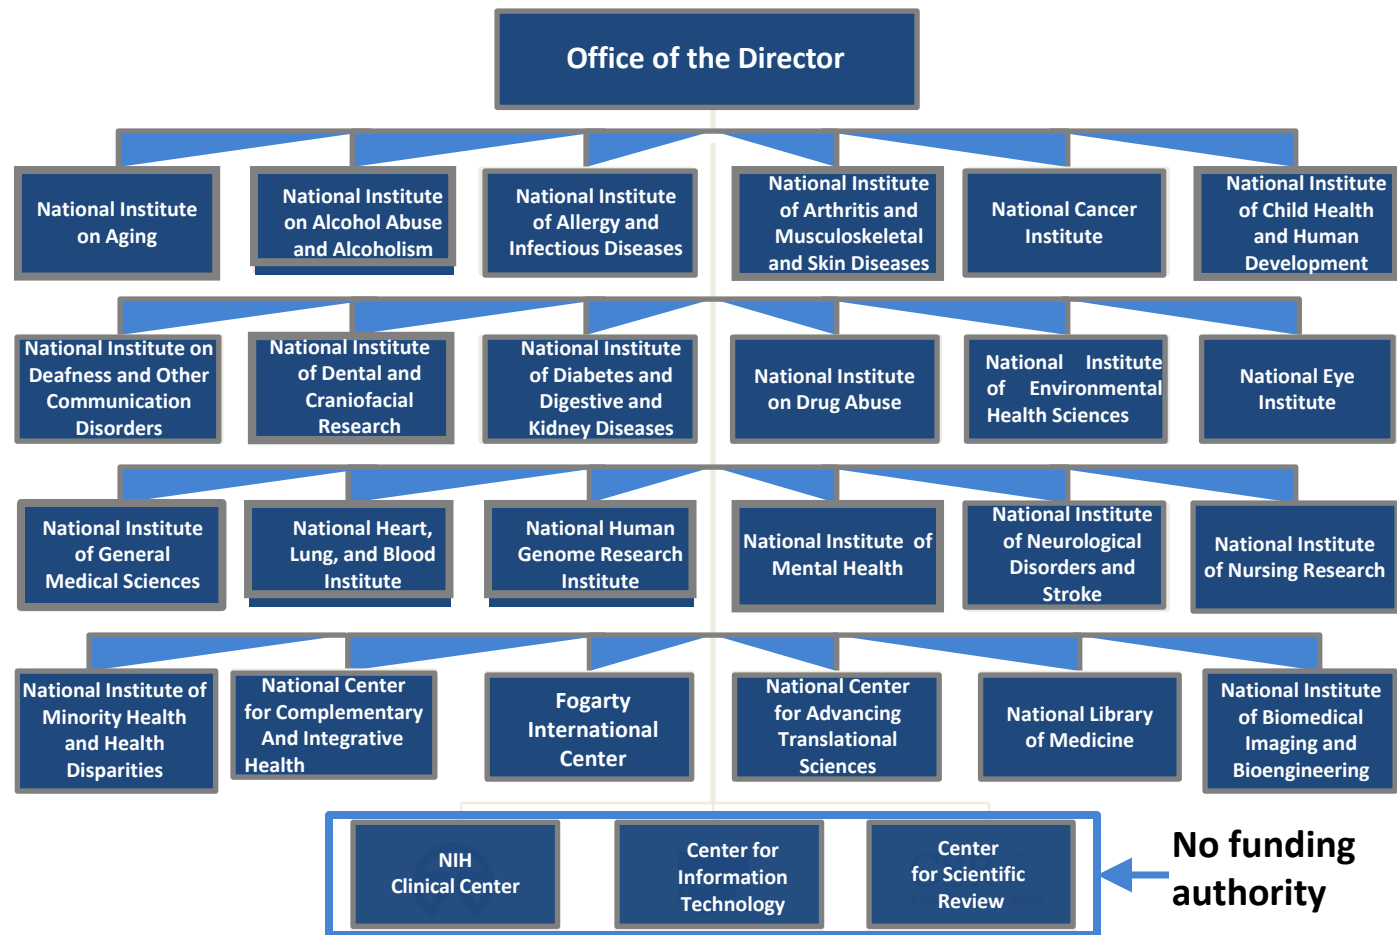 Office of the Director
National Institute
on Aging
National Institute
on Alcohol Abuse
and Alcoholism
National Institute
of Allergy and
Infectious Diseases
National Institute
of Arthritis and
Musculoskeletal
and Skin Diseases
National Cancer
Institute
National Institute
of Child Health
and Human
Development
National Institute on
Deafness and Other
Communication
Disorders
National Institute
of Dental and
Craniofacial
Research
National Institute
of Diabetes and
Digestive and
Kidney Diseases
National Institute
on Drug Abuse
National Institute
of Environmental
Health Sciences
National Eye
Institute
National Institute
of General
Medical Sciences
National Heart,
Lung, and Blood
Institute
National Human
Genome Research
Institute
National Institute of
Mental Health
National Institute
of Neurological
Disorders and
Stroke
National Institute
of Nursing Research
National Institute of
Minority Health
and Health
Disparities
National Center
for Complementary
And Integrative
Health
Fogarty
International
Center
National Center
for Advancing
Translational
Sciences
National Library
of Medicine
National Institute
of Biomedical
Imaging and
Bioengineering
NIH
Clinical Center
Center for
Information
Technology
Center
for Scientific
Review
No funding
authority